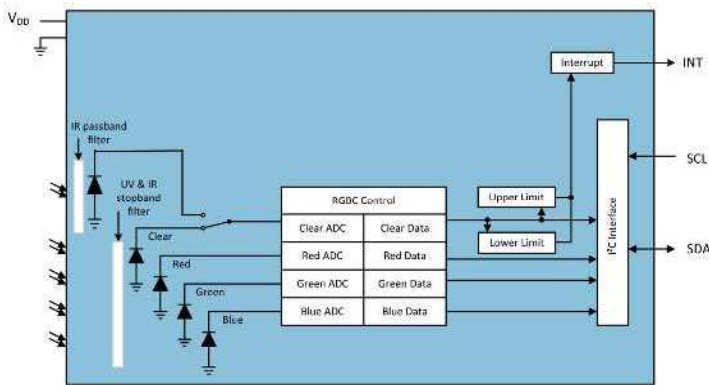 V_DD
Interrupt
INT
IR passband
filter
SCL
UV & IR
stopband
filter
RGBC Control
Upper Limit
Clear ADC
Clear Data
Clear
Lower Limit
I²C Interface
SDA
Red ADC
Red Data
Red
Green ADC
Green Data
Green
Blue ADC
Blue Data
Blue